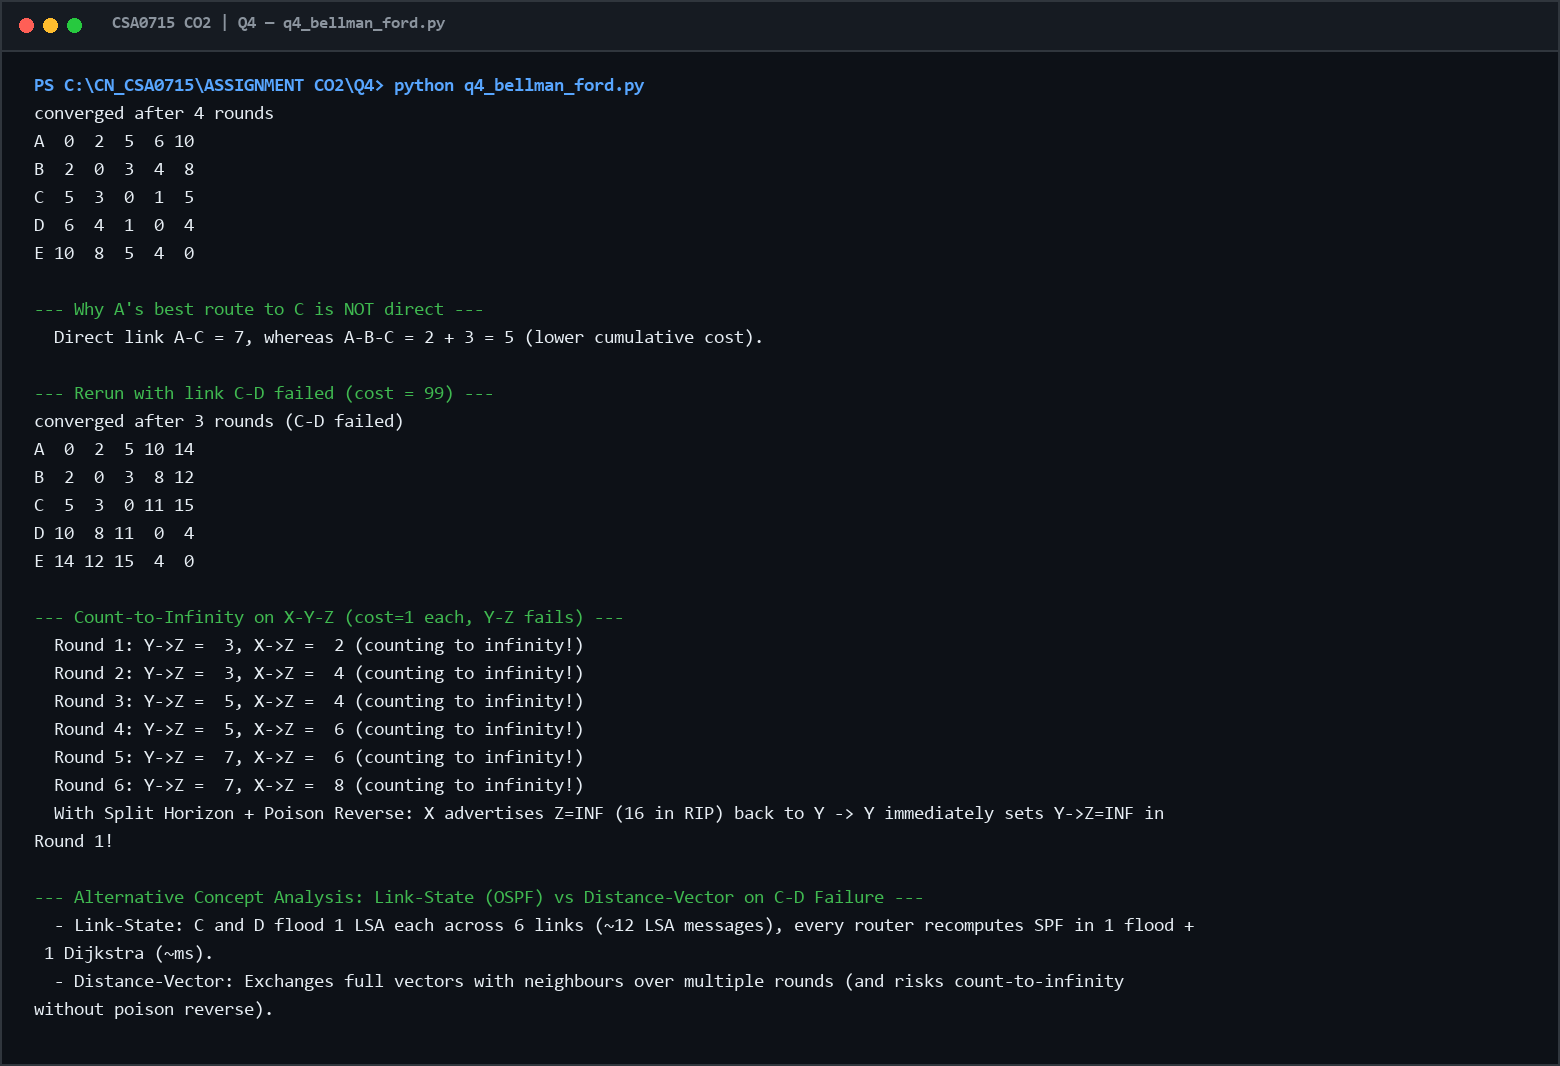 CSA0715 CO2 | Q4 — q4_bellman_ford.py
PS C:\CN_CSA0715\ASSIGNMENT CO2\Q4> python q4_bellman_ford.py
converged after 4 rounds
A  0  2  5  6 10
B  2  0  3  4  8
C  5  3  0  1  5
D  6  4  1  0  4
E 10  8  5  4  0
--- Why A's best route to C is NOT direct ---
  Direct link A-C = 7, whereas A-B-C = 2 + 3 = 5 (lower cumulative cost).
--- Rerun with link C-D failed (cost = 99) ---
converged after 3 rounds (C-D failed)
A  0  2  5 10 14
B  2  0  3  8 12
C  5  3  0 11 15
D 10  8 11  0  4
E 14 12 15  4  0
--- Count-to-Infinity on X-Y-Z (cost=1 each, Y-Z fails) ---
  Round 1: Y->Z =  3, X->Z =  2 (counting to infinity!)
  Round 2: Y->Z =  3, X->Z =  4 (counting to infinity!)
  Round 3: Y->Z =  5, X->Z =  4 (counting to infinity!)
  Round 4: Y->Z =  5, X->Z =  6 (counting to infinity!)
  Round 5: Y->Z =  7, X->Z =  6 (counting to infinity!)
  Round 6: Y->Z =  7, X->Z =  8 (counting to infinity!)
  With Split Horizon + Poison Reverse: X advertises Z=INF (16 in RIP) back to Y -> Y immediately sets Y->Z=INF in
Round 1!
--- Alternative Concept Analysis: Link-State (OSPF) vs Distance-Vector on C-D Failure ---
  - Link-State: C and D flood 1 LSA each across 6 links (~12 LSA messages), every router recomputes SPF in 1 flood +
 1 Dijkstra (~ms).
  - Distance-Vector: Exchanges full vectors with neighbours over multiple rounds (and risks count-to-infinity
without poison reverse).